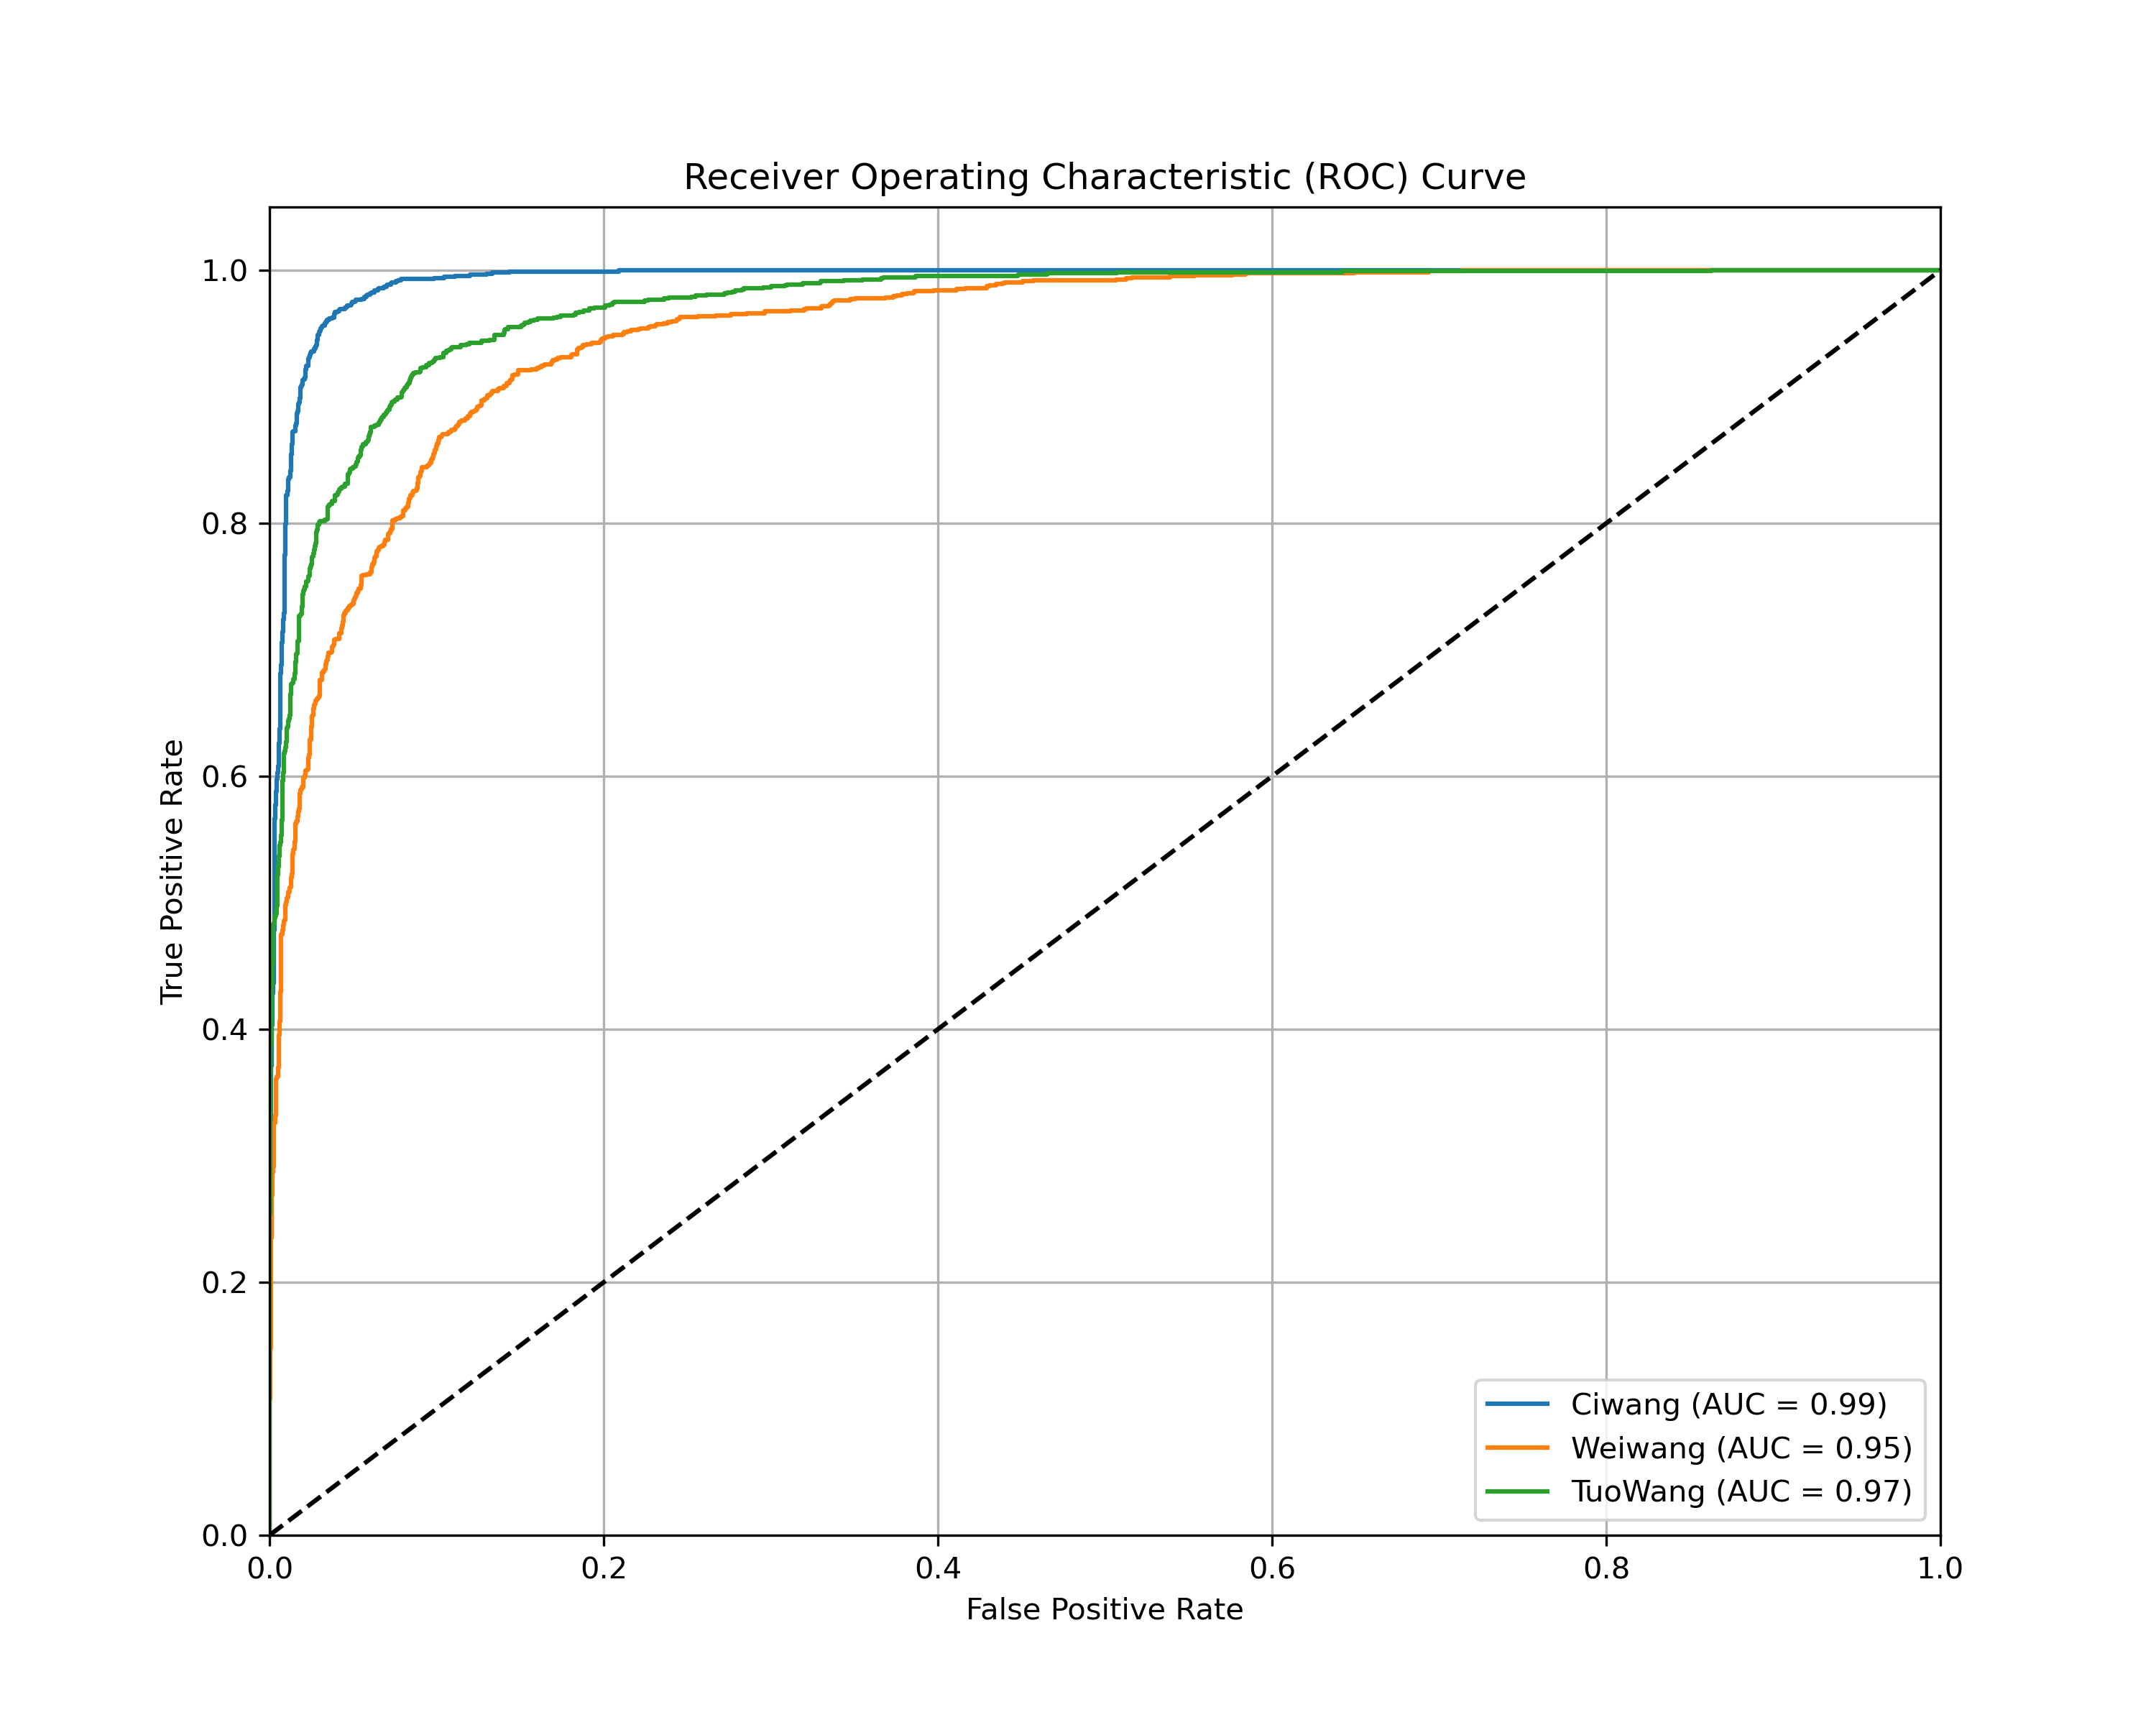 Receiver Operating Characteristic (ROC) Curve
1.0
0.8
0.6
0.4
0.2
0.0
True Positive Rate
0.0 0.2 0.4 0.6 0.8 1.0
False Positive Rate
Ciwang (AUC = 0.99)
Weiwang (AUC = 0.95)
TuoWang (AUC = 0.97)